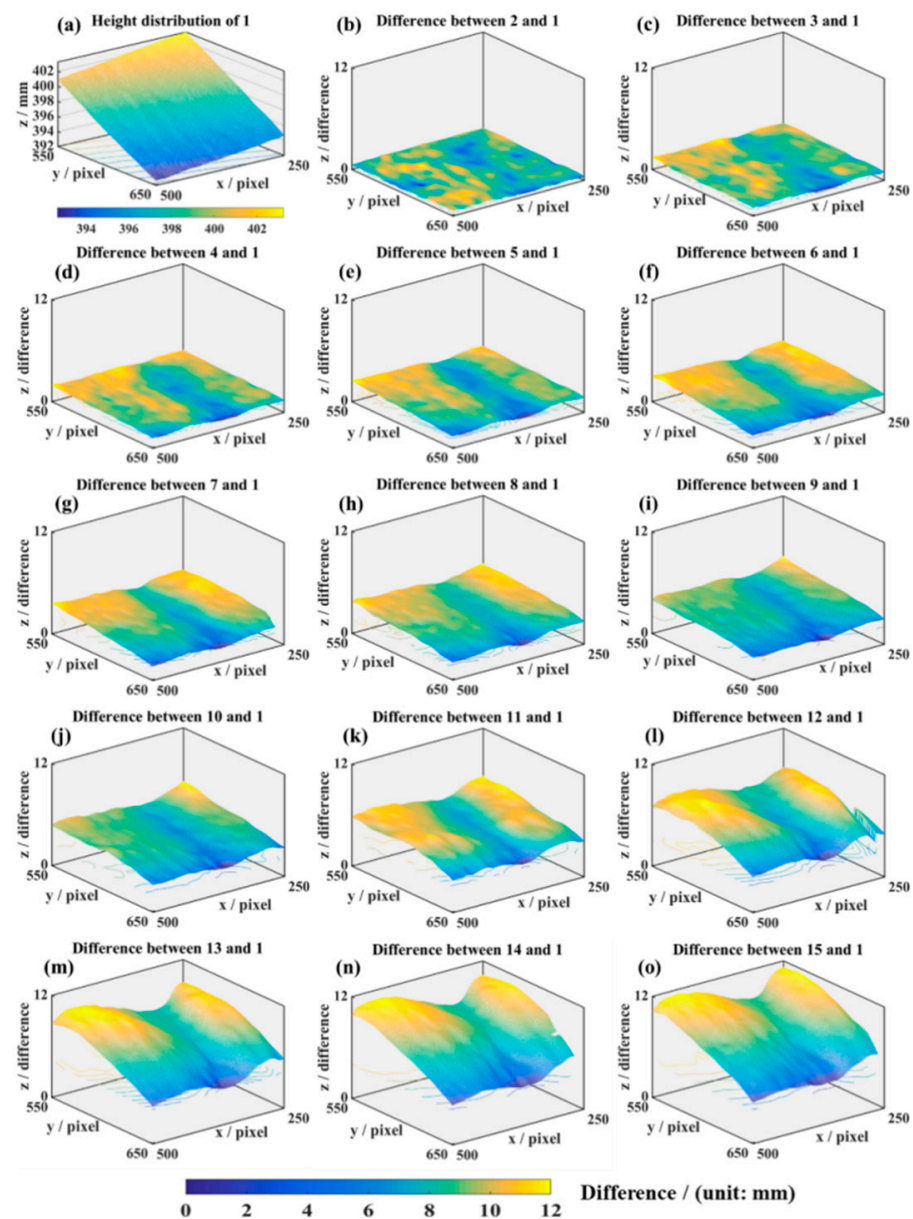 (a) Height distribution of 1
z / mm
402
400
398
396
394
392
550
y / pixel
650 500
x / pixel
250
394 396 398 400 402
(b) Difference between 2 and 1
z / difference
12
0
550
y / pixel
650 500
x / pixel
250
(c) Difference between 3 and 1
z / difference
12
0
550
y / pixel
650 500
x / pixel
250
(d) Difference between 4 and 1
z / difference
12
0
550
y / pixel
650 500
x / pixel
250
(e) Difference between 5 and 1
z / difference
12
0
550
y / pixel
650 500
x / pixel
250
(f) Difference between 6 and 1
z / difference
12
0
550
y / pixel
650 500
x / pixel
250
(g) Difference between 7 and 1
z / difference
12
0
550
y / pixel
650 500
x / pixel
250
(h) Difference between 8 and 1
z / difference
12
0
550
y / pixel
650 500
x / pixel
250
(i) Difference between 9 and 1
z / difference
12
0
550
y / pixel
650 500
x / pixel
250
(j) Difference between 10 and 1
z / difference
12
0
550
y / pixel
650 500
x / pixel
250
(k) Difference between 11 and 1
z / difference
12
0
550
y / pixel
650 500
x / pixel
250
(l) Difference between 12 and 1
z / difference
12
0
550
y / pixel
650 500
x / pixel
250
(m) Difference between 13 and 1
z / difference
12
0
550
y / pixel
650 500
x / pixel
250
(n) Difference between 14 and 1
z / difference
12
0
550
y / pixel
650 500
x / pixel
250
(o) Difference between 15 and 1
z / difference
12
0
550
y / pixel
650 500
x / pixel
250
0 2 4 6 8 10 12
Difference / (unit: mm)